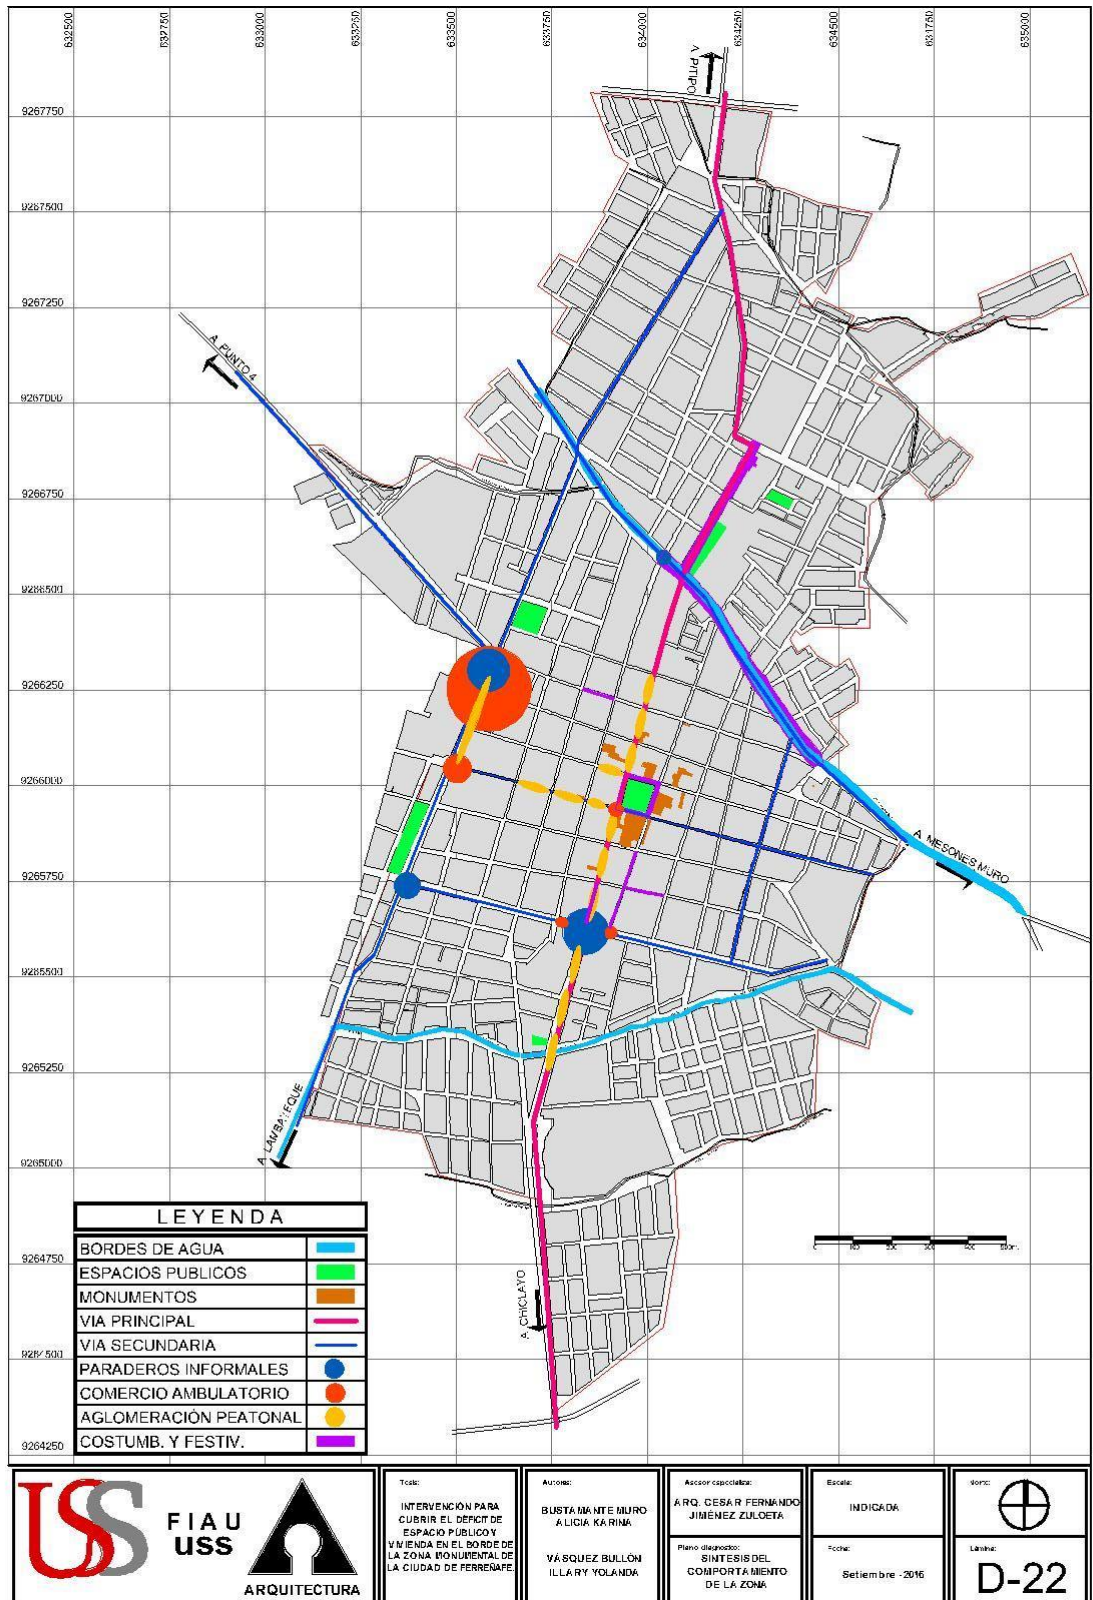 632500
632750
633000
633250
633500
633750
634000
634250
634500
635000
A. PITIPO
9267750
9267500
9267250
A. PUNTO 4
9267000
9266750
9266500
9266250
9266000
A. MESONES MURO
9265750
9265500
9265250
A. LAMBAYEQUE
9265000
9264750
A. CHICLAYO
9264500
9264250
LEYENDA
BORDES DE AGUA
ESPACIOS PUBLICOS
MONUMENTOS
VIA PRINCIPAL
VIA SECUNDARIA
PARADEROS INFORMALES
COMERCIO AMBULATORIO
AGLOMERACIÓN PEATONAL
COSTUMB. Y FESTIV.
USS
FIAU
USS
ARQUITECTURA
Tesis:
INTERVENCIÓN PARA
CUBRIR EL DÉFICIT DE
ESPACIO PÚBLICO Y
VIVIENDA EN EL BORDE DE
LA ZONA MONUMENTAL DE
LA CIUDAD DE FERREÑAFE.
Autoras:
BUSTAMANTE MURO
ALICIA KARINA
VÁSQUEZ BULLÓN
ILLARY YOLANDA
Asesor especialista:
ARQ. CESAR FERNANDO
JIMÉNEZ ZULOETA
Plano diagnostico:
SINTESIS DEL
COMPORTAMIENTO
DE LA ZONA
Escala:
INDICADA
Fecha:
Setiembre -2016
Norte:
Lámina:
D-22